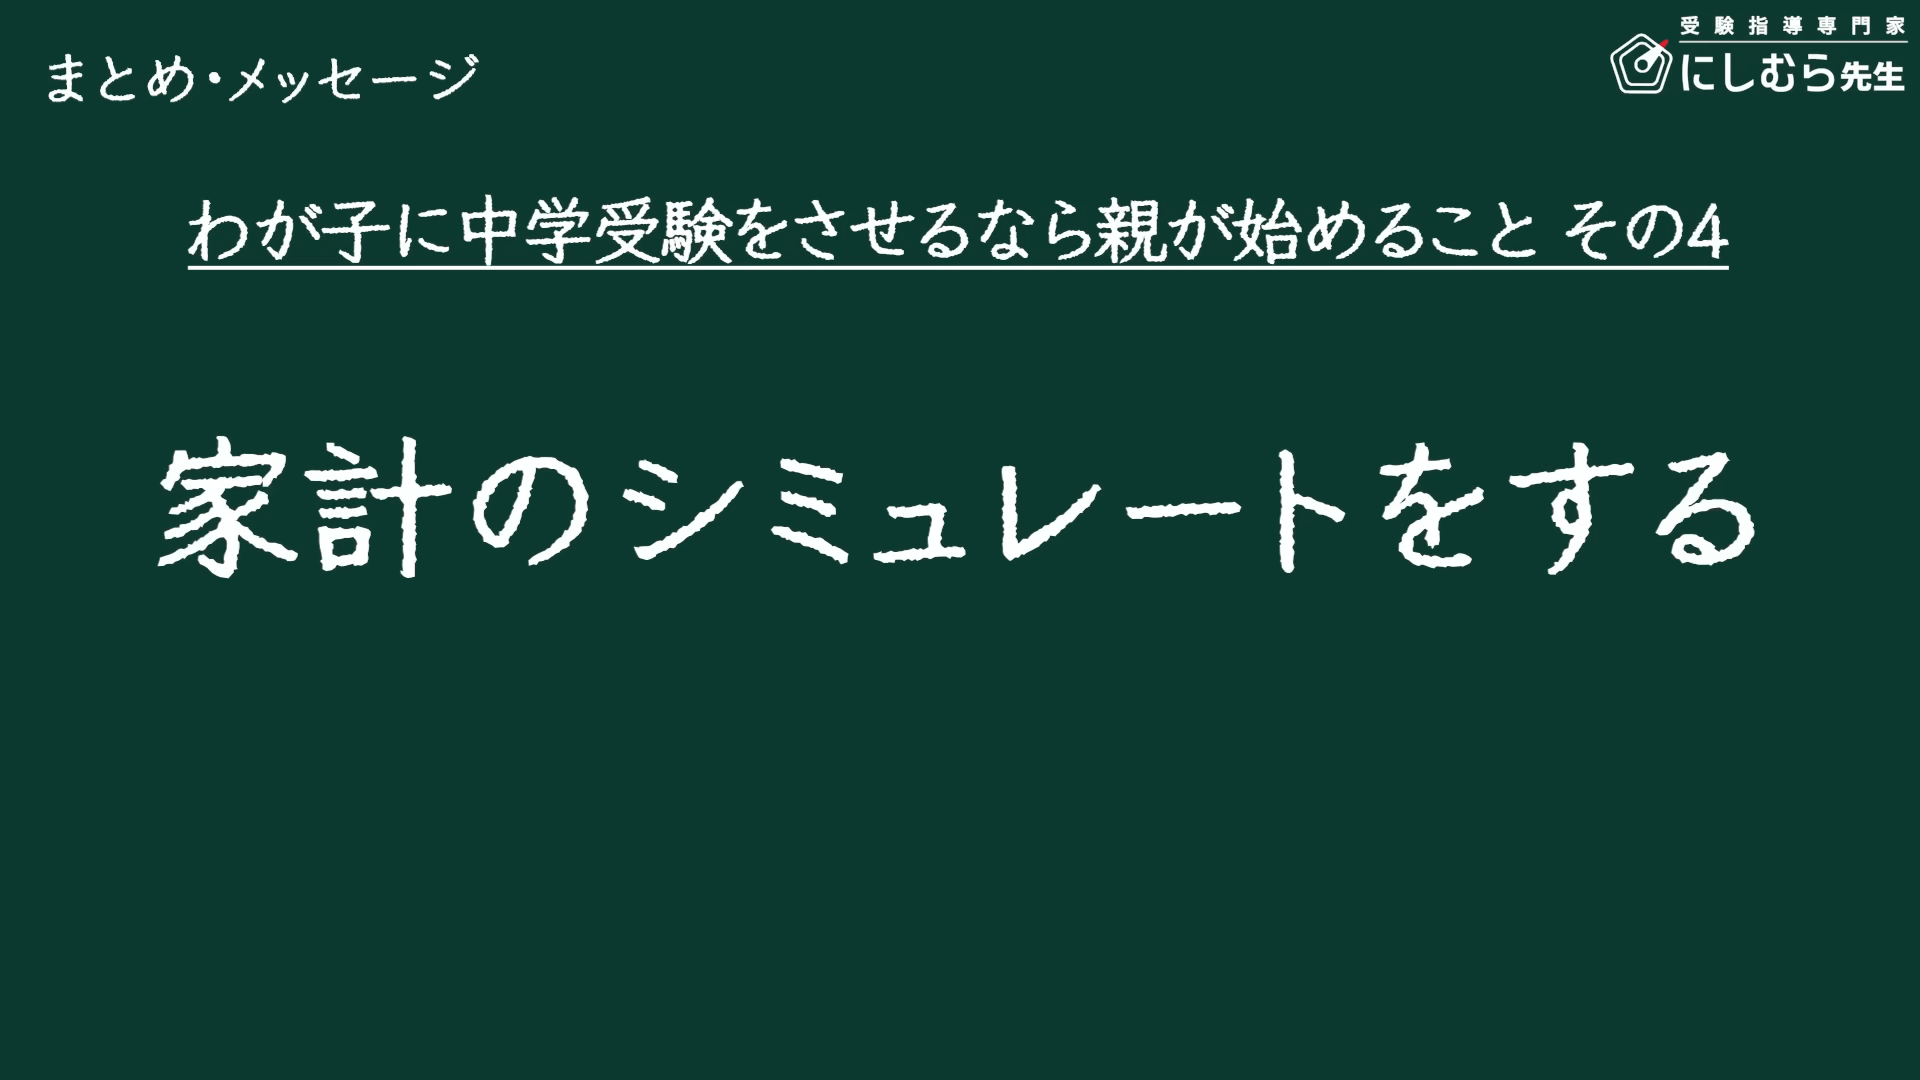 まとめ・メッセージ
受験指導専門家
にしむら先生
わが子に中学受験をさせるなら親が始めること その4
家計のシミュレートをする